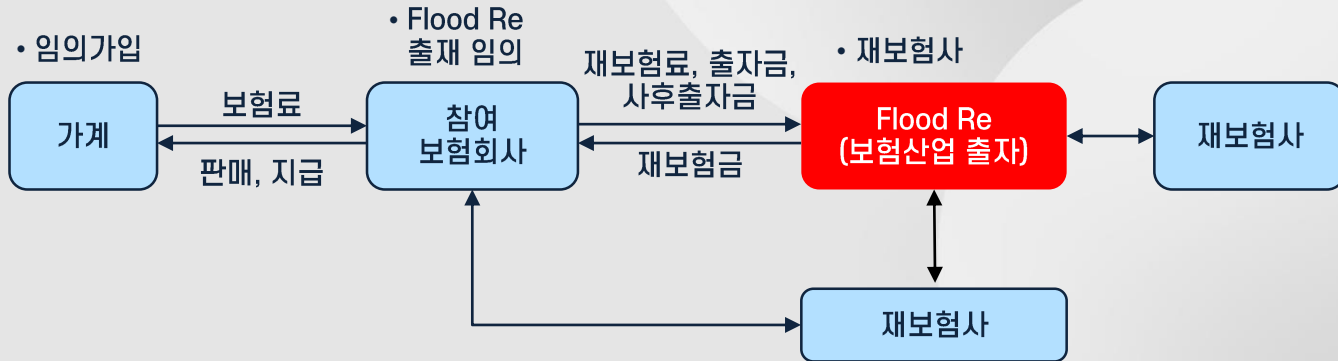 • 임의가입
• Flood Re
출재 임의
• 재보험사
가계
보험료
판매, 지급
참여
보험회사
재보험료, 출자금,
사후출자금
재보험금
Flood Re
(보험산업 출자)
재보험사
재보험사